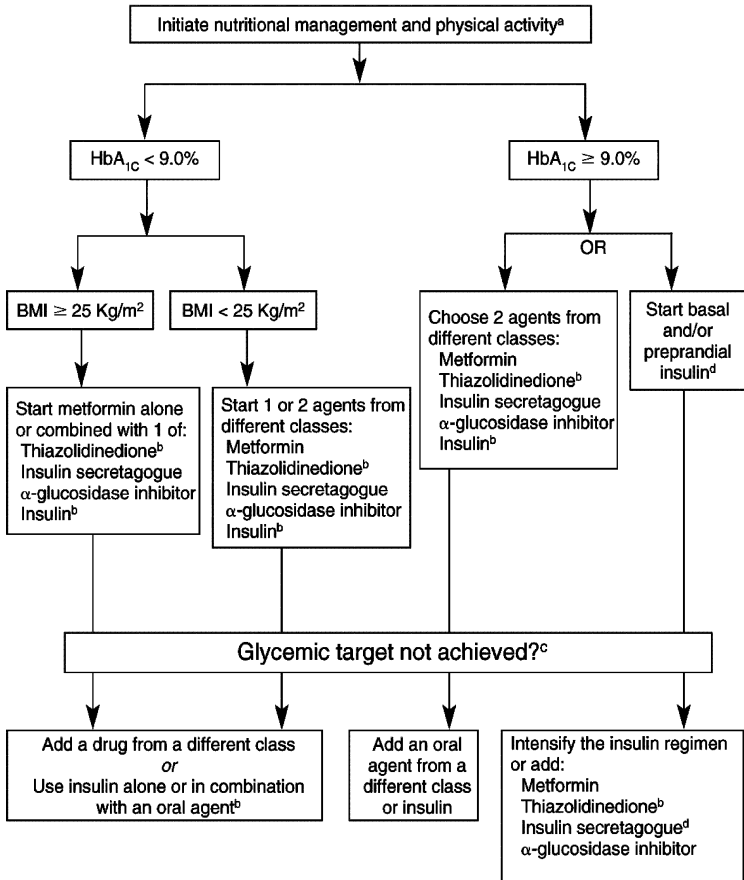 Initiate nutritional management and physical activityᵃ
HbA₁C < 9.0%
HbA₁C ≥ 9.0%
OR
BMI ≥ 25 Kg/m²
BMI < 25 Kg/m²
Choose 2 agents from
different classes:
Metformin
Thiazolidinedioneᵇ
Insulin secretagogue
α-glucosidase inhibitor
Insulinᵇ
Start basal
and/or
preprandial
insulinᵈ
Start metformin alone
or combined with 1 of:
Thiazolidinedioneᵇ
Insulin secretagogue
α-glucosidase inhibitor
Insulinᵇ
Start 1 or 2 agents from
different classes:
Metformin
Thiazolidinedioneᵇ
Insulin secretagogue
α-glucosidase inhibitor
Insulinᵇ
Glycemic target not achieved?ᶜ
Add a drug from a different class
or
Use insulin alone or in combination
with an oral agentᵇ
Add an oral
agent from a
different class
or insulin
Intensify the insulin regimen
or add:
Metformin
Thiazolidinedioneᵇ
Insulin secretagogueᵈ
α-glucosidase inhibitor